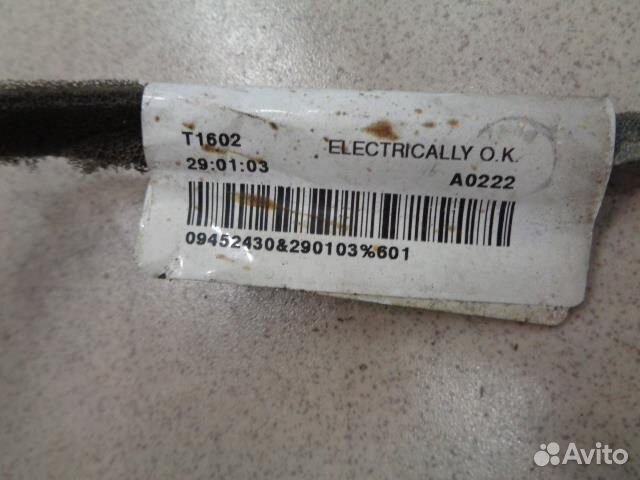 T1602 ELECTRICALLY O.K.
29:01:03 A0222
09452430&290103%601
Avito